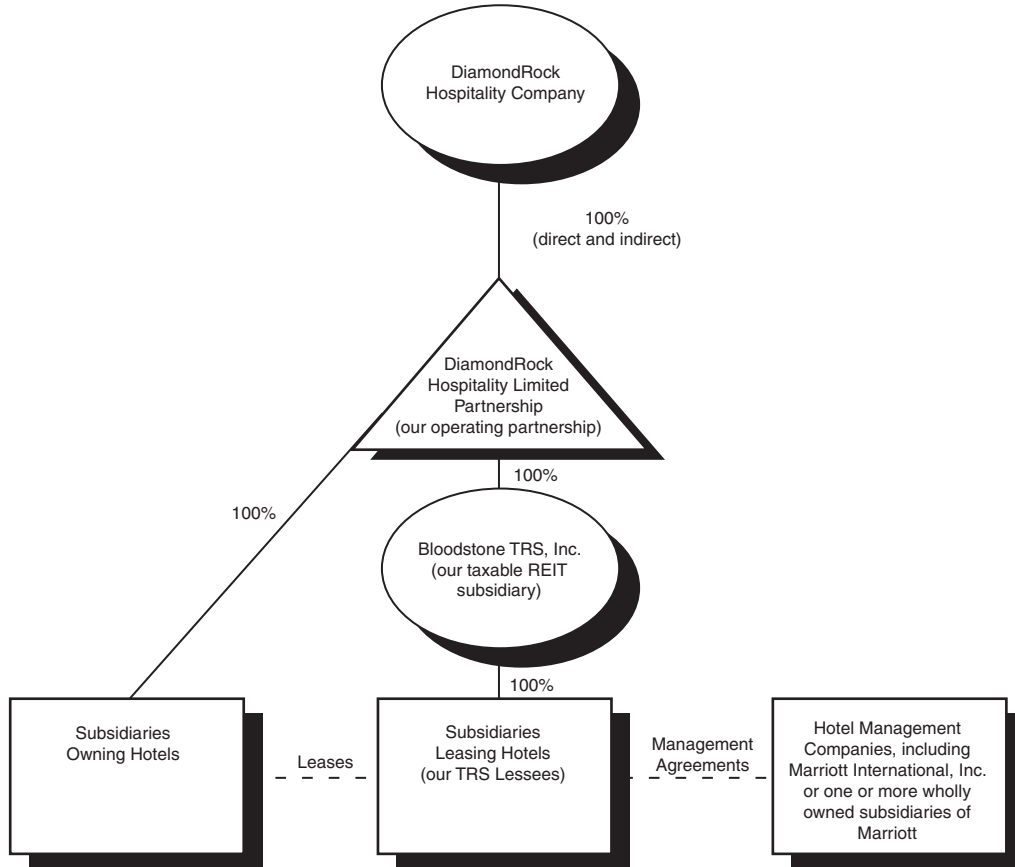 DiamondRock
Hospitality Company
100%
(direct and indirect)
DiamondRock
Hospitality Limited
Partnership
(our operating partnership)
100%
100%
Bloodstone TRS, Inc.
(our taxable REIT
subsidiary)
100%
Subsidiaries
Owning Hotels
Leases
Subsidiaries
Leasing Hotels
(our TRS Lessees)
Management
Agreements
Hotel Management
Companies, including
Marriott International, Inc.
or one or more wholly
owned subsidiaries of
Marriott